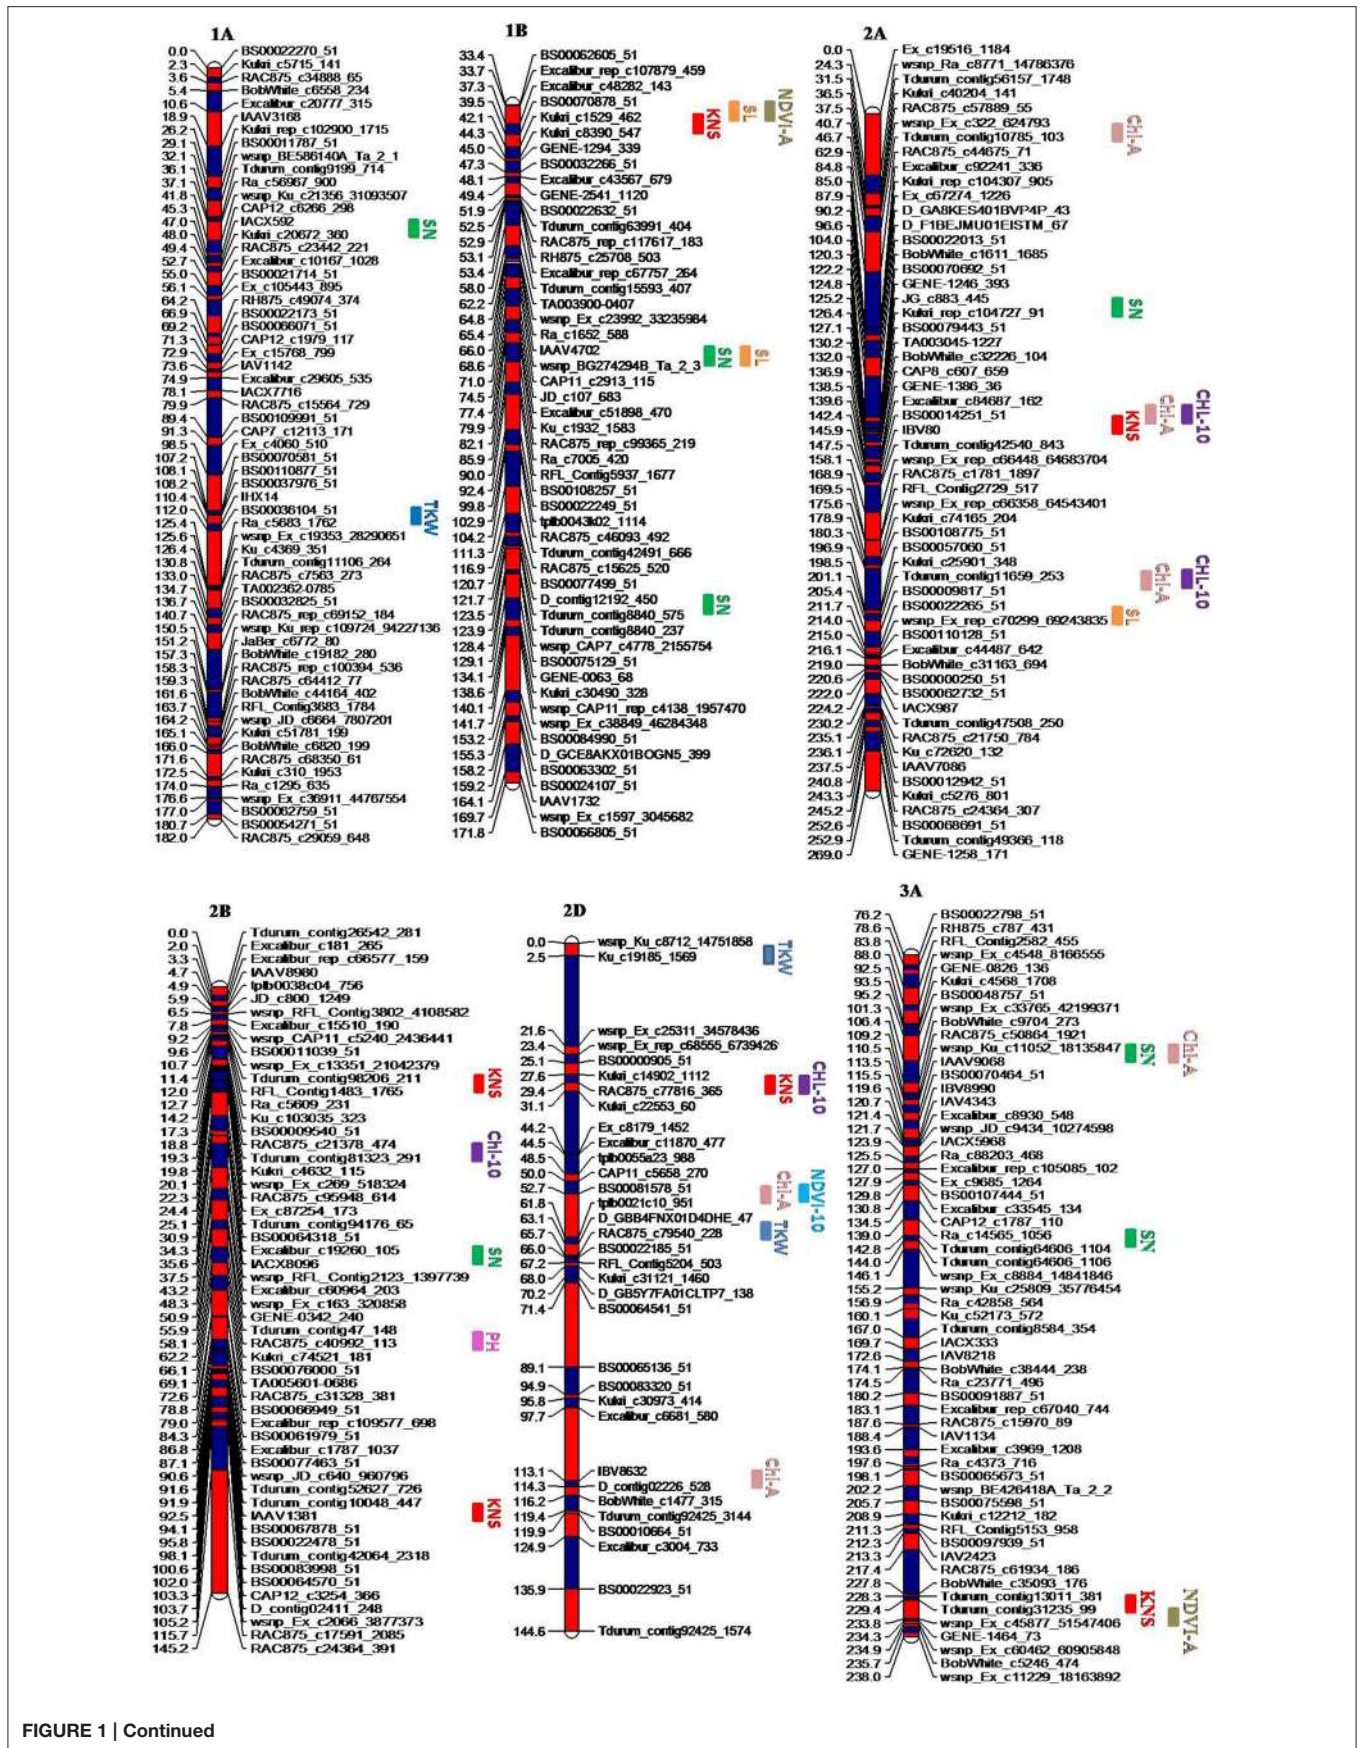 1A
0.0 BS00022270_51
2.3 Kukri_c5715_141
3.6 RAC875_c34888_65
5.4 BobWhite_c6558_234
10.6 Excalibur_c20777_315
18.9 IAAV3168
26.2 Kukri_rep_c102900_1715
29.1 BS00011787_51
32.1 wsnp_BE586140A_Ta_2_1
36.1 Tdurum_contig9199_714
37.1 Ra_c56967_900
41.8 wsnp_Ku_c21356_31093507
45.3 CAP12_c6266_298
47.0 IACX592
48.0 Kukri_c20672_360
49.4 RAC875_c23442_221
52.7 Excalibur_c10167_1028
55.0 BS00021714_51
56.1 Ex_c105443_895
64.2 RH875_c49074_374
66.9 BS00022173_51
69.2 BS00066071_51
71.3 CAP12_c1979_117
72.9 Ex_c15768_799
73.6 IAV1142
74.9 Excalibur_c29605_535
78.1 IACX7716
79.9 RAC875_c15564_729
89.4 BS00109991_51
91.3 CAP7_c12113_171
98.5 Ex_c4060_510
107.2 BS00070581_51
108.1 BS00110877_51
108.2 BS00037976_51
110.4 IHX14
112.0 BS00036104_51
125.4 Ra_c5683_1762
125.6 wsnp_Ex_c19353_28290651
126.4 Ku_c4369_351
130.8 Tdurum_contig11106_264
133.0 RAC875_c7563_273
134.7 TA002362-0785
136.7 BS00032825_51
140.7 RAC875_rep_c69152_184
150.5 wsnp_Ku_rep_c109724_94227136
151.2 JaBer_c6772_80
157.3 BobWhite_c19182_280
158.3 RAC875_rep_c100394_536
159.3 RAC875_c64412_77
161.6 BobWhite_c44164_402
163.7 RFL_Contig3683_1784
164.2 wsnp_JD_c6664_7807201
165.1 Kukri_c51781_199
166.0 BobWhite_c6820_199
171.6 RAC875_c68350_61
172.5 Kukri_c310_1953
174.0 Ra_c1295_635
176.6 wsnp_Ex_c36911_44767554
177.0 BS00062759_51
180.7 BS00054271_51
182.0 RAC875_c29059_648
SN
TKW
1B
33.4 BS00062605_51
33.7 Excalibur_rep_c107879_459
37.3 Excalibur_c48282_143
39.5 BS00070878_51
42.1 Kukri_c1529_462
44.3 Kukri_c8390_547
45.0 GENE-1294_339
47.3 BS00032266_51
48.1 Excalibur_c43567_679
49.4 GENE-2541_1120
51.9 BS00022632_51
52.5 Tdurum_contig63991_404
52.9 RAC875_rep_c117617_183
53.1 RH875_c25708_503
53.4 Excalibur_rep_c67757_264
58.0 Tdurum_contig15593_407
62.2 TA003900-0407
64.8 wsnp_Ex_c23992_33235984
65.4 Ra_c1652_588
66.0 IAAV4702
68.6 wsnp_BG274294B_Ta_2_3
71.0 CAP11_c2913_115
74.5 JD_c107_683
77.4 Excalibur_c51898_470
79.9 Ku_c1932_1583
82.1 RAC875_rep_c99365_219
85.9 Ra_c7005_420
90.0 RFL_Contig5937_1677
92.4 BS00108257_51
99.8 BS00022249_51
102.9 tplb0043k02_1114
104.2 RAC875_c46093_492
111.3 Tdurum_contig42491_666
116.9 RAC875_c15625_520
120.7 BS00077499_51
121.7 D_contig12192_450
123.5 Tdurum_contig8840_575
123.9 Tdurum_contig8840_237
128.4 wsnp_CAP7_c4778_2155754
129.1 BS00075129_51
134.1 GENE-0063_68
138.6 Kukri_c30490_328
140.1 wsnp_CAP11_rep_c4138_1957470
141.7 wsnp_Ex_c38849_46284348
153.2 BS00084990_51
155.3 D_GCE8AKX01BOGN5_399
158.2 BS00063302_51
159.2 BS00024107_51
164.1 IAAV1732
169.7 wsnp_Ex_c1597_3045682
171.8 BS00066805_51
KNS
SL
NDVI-A
SN
SL
SN
2A
0.0 Ex_c19516_1184
24.3 wsnp_Ra_c8771_14786376
31.5 Tdurum_contig56157_1748
36.5 Kukri_c40204_141
37.5 RAC875_c57889_55
40.7 wsnp_Ex_c322_624793
46.7 Tdurum_contig10785_103
62.9 RAC875_c44675_71
84.8 Excalibur_c92241_336
85.0 Kukri_rep_c104307_905
87.9 Ex_c67274_1226
90.2 D_GA8KES401BVP4P_43
96.6 D_F1BEJMU01EISTM_67
104.0 BS00022013_51
120.3 BobWhite_c1611_1685
122.2 BS00070692_51
124.8 GENE-1246_393
125.2 JG_c883_445
126.4 Kukri_rep_c104727_91
127.1 BS00079443_51
130.2 TA003045-1227
132.0 BobWhite_c32226_104
136.9 CAP8_c607_659
138.5 GENE-1386_36
139.6 Excalibur_c84687_162
142.4 BS00014251_51
145.9 IBV80
147.5 Tdurum_contig42540_843
158.1 wsnp_Ex_rep_c66448_64683704
168.9 RAC875_c1781_1897
169.5 RFL_Contig2729_517
175.6 wsnp_Ex_rep_c66358_64543401
178.9 Kukri_c74165_204
180.3 BS00108775_51
196.9 BS00057060_51
198.5 Kukri_c25901_348
201.1 Tdurum_contig11659_253
205.4 BS00009817_51
211.7 BS00022265_51
214.0 wsnp_Ex_rep_c70299_69243835
215.0 BS00110128_51
216.1 Excalibur_c44487_642
219.0 BobWhite_c31163_694
220.6 BS00000250_51
222.0 BS00062732_51
224.2 IACX987
230.2 Tdurum_contig47508_250
235.1 RAC875_c21750_784
236.1 Ku_c72620_132
237.5 IAAV7086
240.8 BS00012942_51
243.3 Kukri_c5276_801
245.2 RAC875_c24364_307
252.6 BS00068691_51
252.9 Tdurum_contig49366_118
269.0 GENE-1258_171
Chl-A
SN
KNS
Chl-A
CHL-10
Chl-A
CHL-10
SL
2B
0.0 Tdurum_contig26542_281
2.0 Excalibur_c181_265
3.3 Excalibur_rep_c66577_159
4.7 IAAV8980
4.9 tplb0038c04_756
5.9 JD_c800_1249
6.5 wsnp_RFL_Contig3802_4108582
7.8 Excalibur_c15510_190
9.2 wsnp_CAP11_c5240_2436441
9.6 BS00011039_51
10.7 wsnp_Ex_c13351_21042379
11.4 Tdurum_contig98206_211
12.0 RFL_Contig1483_1765
12.7 Ra_c5609_231
14.2 Ku_c103035_323
17.3 BS00009540_51
18.8 RAC875_c21378_474
19.3 Tdurum_contig81323_291
19.8 Kukri_c4632_115
20.1 wsnp_Ex_c269_518324
22.3 RAC875_c95948_614
24.4 Ex_c87254_173
25.1 Tdurum_contig94176_65
30.9 BS00064318_51
34.3 Excalibur_c19260_105
35.6 IACX8096
37.5 wsnp_RFL_Contig2123_1397739
43.2 Excalibur_c60964_203
48.3 wsnp_Ex_c163_320858
50.9 GENE-0342_240
55.9 Tdurum_contig47_148
58.1 RAC875_c40992_113
62.2 Kukri_c74521_181
66.1 BS00076000_51
69.1 TA005601-0686
72.6 RAC875_c31328_381
78.8 BS00066949_51
79.0 Excalibur_rep_c109577_698
84.3 BS00061979_51
86.8 Excalibur_c1787_1037
87.1 BS00077463_51
90.6 wsnp_JD_c640_960796
91.6 Tdurum_contig52627_726
91.9 Tdurum_contig10048_447
92.5 IAAV1381
94.1 BS00067878_51
95.8 BS00022478_51
98.1 Tdurum_contig42064_2318
100.6 BS00083998_51
102.0 BS00064570_51
103.3 CAP12_c3254_366
103.7 D_contig02411_248
105.2 wsnp_Ex_c2066_3877373
115.7 RAC875_c17591_2085
145.2 RAC875_c24364_391
KNS
Chl-10
SN
PH
KNS
2D
0.0 wsnp_Ku_c8712_14751858
2.5 Ku_c19185_1569
21.6 wsnp_Ex_c25311_34578436
23.4 wsnp_Ex_rep_c68555_6739426
25.1 BS00000905_51
27.6 Kukri_c14902_1112
29.4 RAC875_c77816_365
31.1 Kukri_c22553_60
44.2 Ex_c8179_1452
44.5 Excalibur_c11870_477
48.5 tplb0055a23_988
50.0 CAP11_c5658_270
52.7 BS00081578_51
61.8 tplb0021c10_951
63.1 D_GBB4FNX01D4DHE_47
65.7 RAC875_c79540_228
66.0 BS00022185_51
67.2 RFL_Contig5204_503
68.0 Kukri_c31121_1460
70.2 D_GB5Y7FA01CLTP7_138
71.4 BS00064541_51
89.1 BS00065136_51
94.9 BS00083320_51
95.8 Kukri_c30973_414
97.7 Excalibur_c6681_580
113.1 IBV8632
114.3 D_contig02226_528
116.2 BobWhite_c1477_315
119.4 Tdurum_contig92425_3144
119.9 BS00010664_51
124.9 Excalibur_c3004_733
135.9 BS00022923_51
144.6 Tdurum_contig92425_1574
TKW
KNS
CHL-10
Chl-A
NDVI-10
TKW
Chl-A
3A
76.2 BS00022798_51
78.6 RH875_c787_431
83.8 RFL_Contig2582_455
88.0 wsnp_Ex_c4548_8166555
92.5 GENE-0826_136
93.5 Kukri_c4568_1708
95.2 BS00048757_51
101.3 wsnp_Ex_c33765_42199371
106.4 BobWhite_c9704_273
109.2 RAC875_c50864_1921
110.5 wsnp_Ku_c11052_18135847
113.5 IAAV9068
115.5 BS00070464_51
119.6 IBV8990
120.7 IAV4343
121.4 Excalibur_c8930_548
121.7 wsnp_JD_c9434_10274598
123.9 IACX5968
125.5 Ra_c88203_468
127.0 Excalibur_rep_c105085_102
127.9 Ex_c9685_1264
129.8 BS00107444_51
130.8 Excalibur_c33545_134
134.5 CAP12_c1787_110
139.0 Ra_c14565_1056
142.8 Tdurum_contig64606_1104
144.0 Tdurum_contig64606_1106
146.1 wsnp_Ex_c8884_14841846
155.2 wsnp_Ku_c25809_35776454
156.9 Ra_c42858_564
160.1 Ku_c52173_572
167.0 Tdurum_contig8584_354
169.7 IACX333
172.6 IAV8218
174.1 BobWhite_c38444_238
174.5 Ra_c23771_496
180.2 BS00091887_51
183.1 Excalibur_rep_c67040_744
187.6 RAC875_c15970_89
188.4 IAV1134
193.6 Excalibur_c3969_1208
197.6 Ra_c4373_716
198.1 BS00065673_51
202.2 wsnp_BE426418A_Ta_2_2
205.7 BS00075598_51
208.9 Kukri_c12212_182
211.3 RFL_Contig5153_958
212.3 BS00097939_51
213.3 IAV2423
217.4 RAC875_c61934_186
227.8 BobWhite_c35093_176
228.3 Tdurum_contig13011_381
229.4 Tdurum_contig31235_99
233.8 wsnp_Ex_c45877_51547406
234.3 GENE-1464_73
234.9 wsnp_Ex_c60462_60905848
235.7 BobWhite_c5246_474
238.0 wsnp_Ex_c11229_18163892
SN
Chl-A
SN
KNS
NDVI-A
FIGURE 1 | Continued